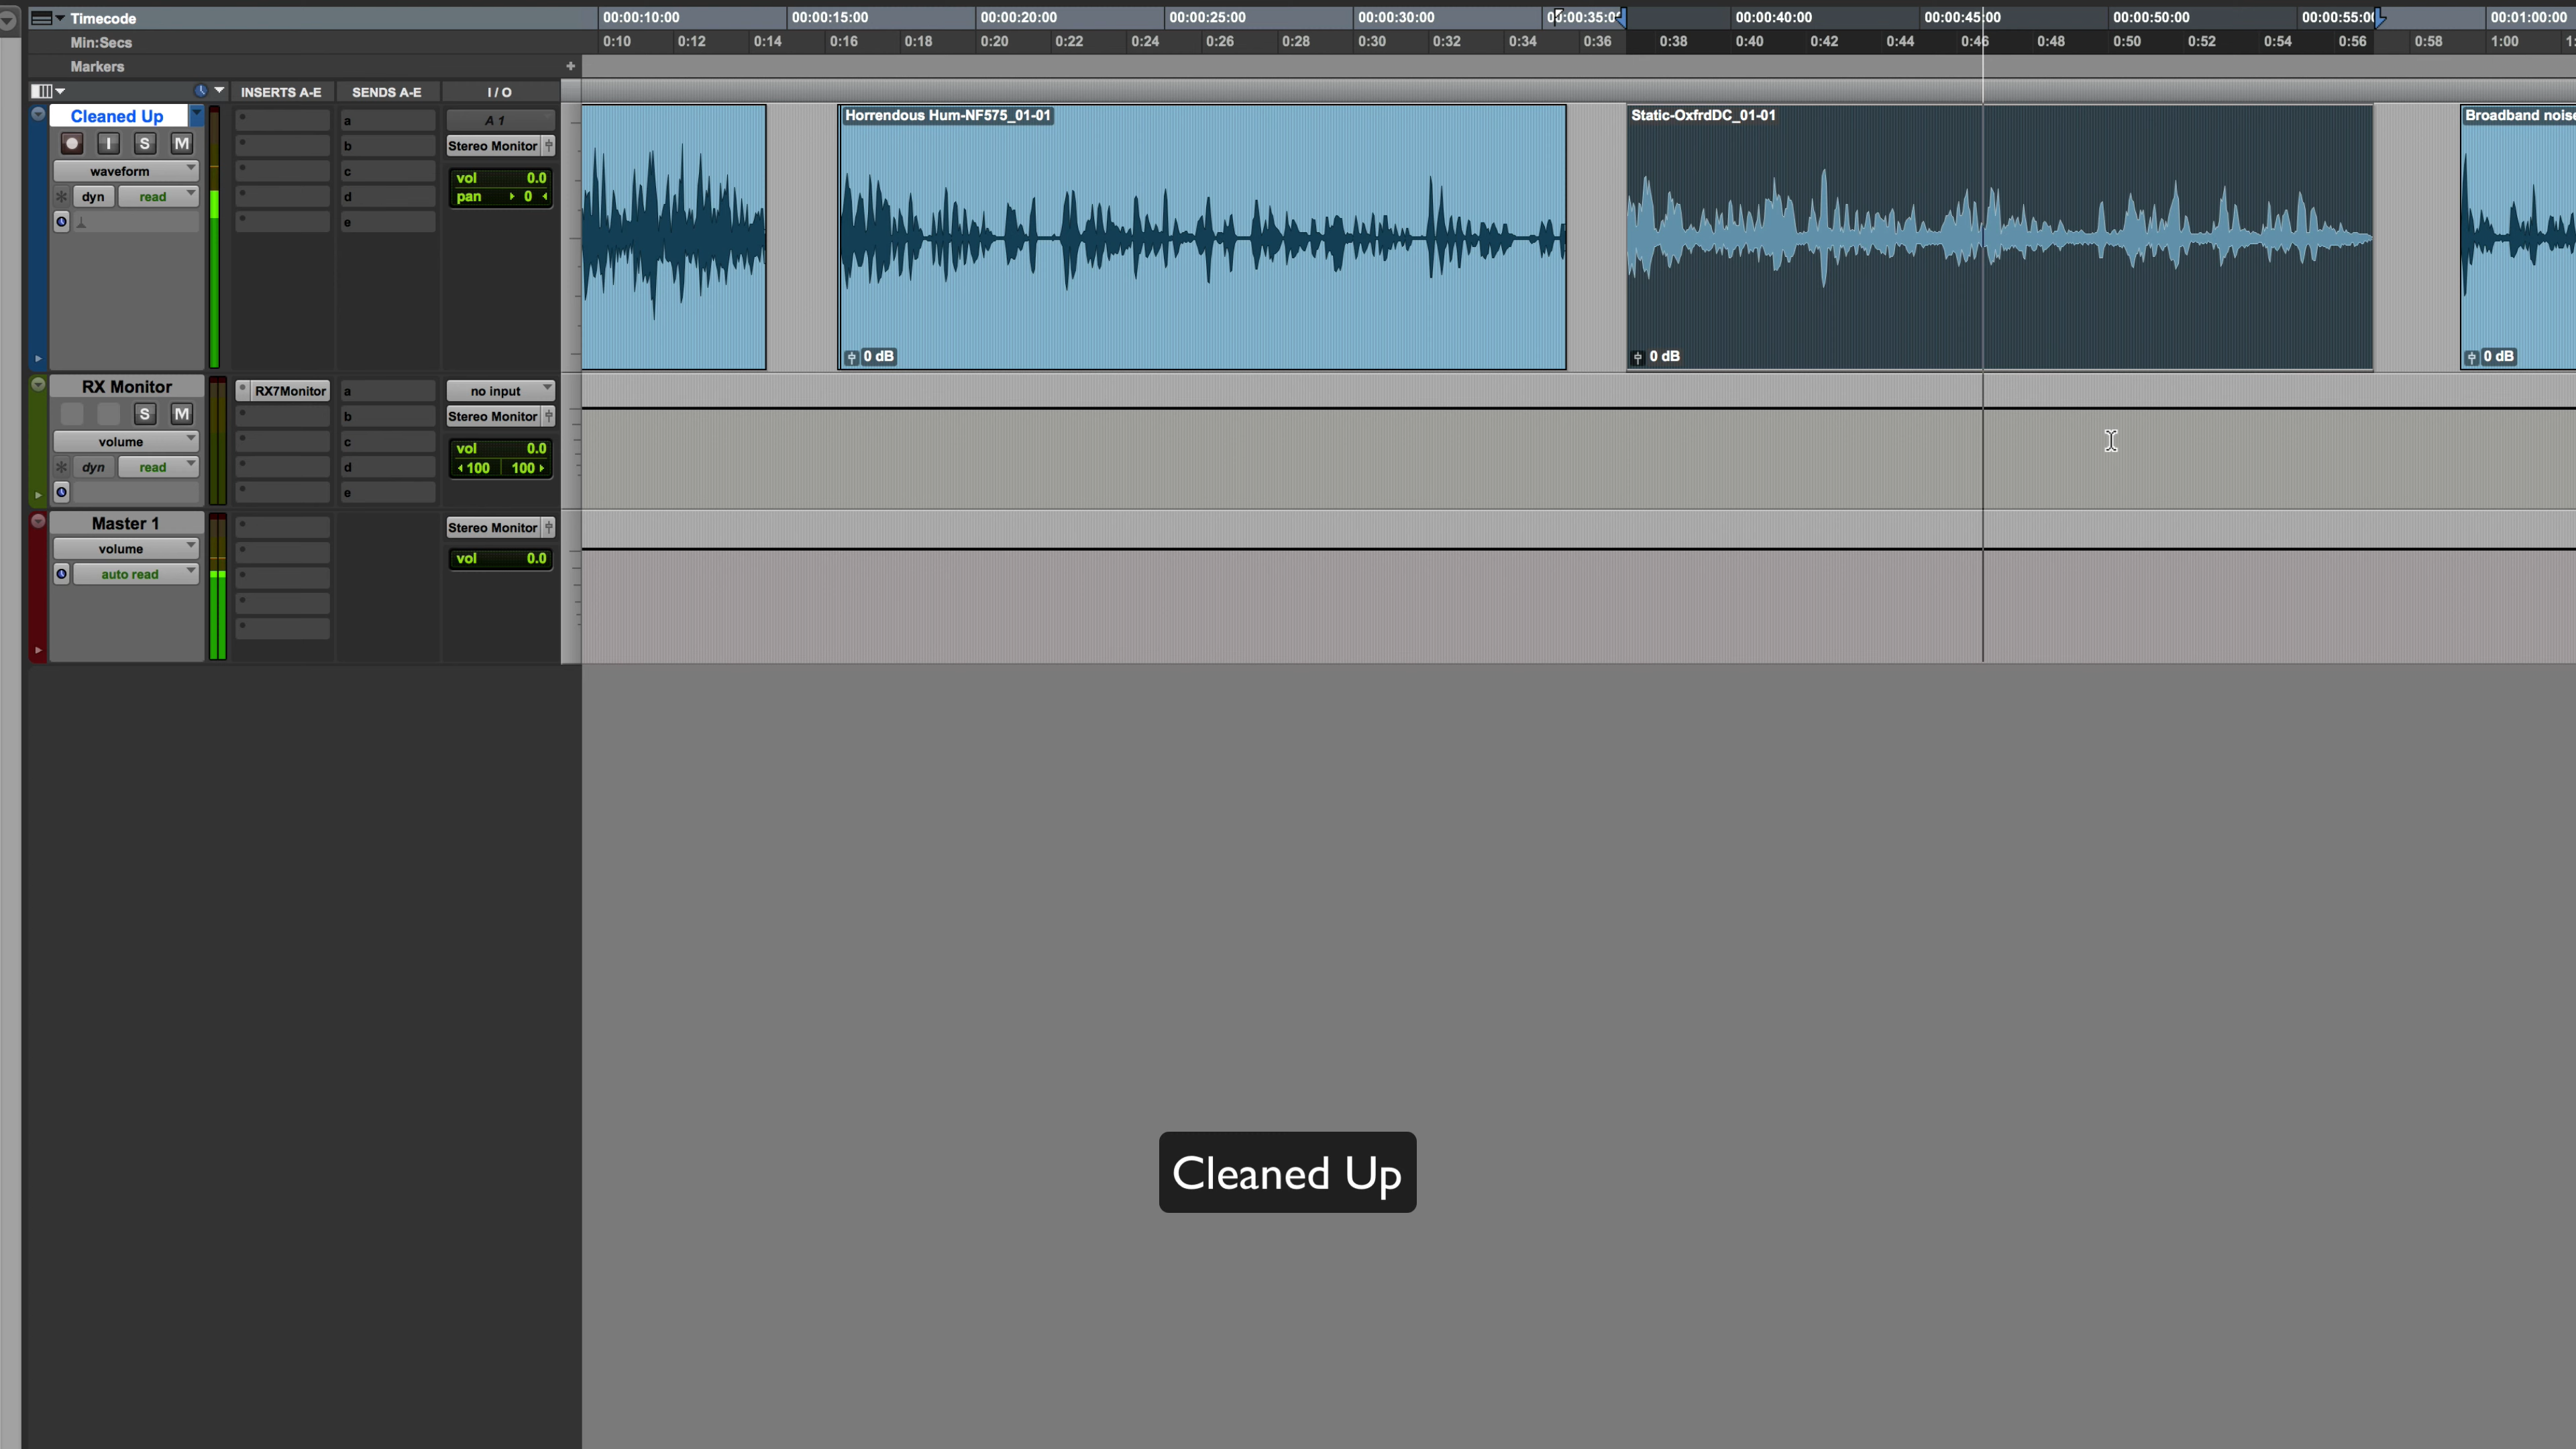 Timecode 00:00:10:00 00:00:15:00 00:00:20:00 00:00:25:00 00:00:30:00 00:00:40:00 00:00:45:00 00:00:50:00 00:01:00:00
Min:Secs 0:10 0:12 0:14 0:16 0:18 0:20 0:22 0:24 0:26 0:28 0:30 0:32 0:34 0:36 0:38 0:40 0:42 0:44 0:46 0:48 0:50 0:52 0:54 0:56 0:58 1:00
Markers +
INSERTS A-E SENDS A-E I / O
Cleaned Up a A 1 Horrendous Hum-NF575_01-01 Static-OxfrdDC_01-01 Broadband
I S M b Stereo Monitor
waveform c vol 0.0
dyn read d pan 0
e
0 dB 0 dB 0 dB
RX Monitor RX7Monitor a no input
S M b Stereo Monitor
volume c vol 0.0
dyn read d 100 100
e
Master 1 Stereo Monitor
volume vol 0.0
auto read
Cleaned Up